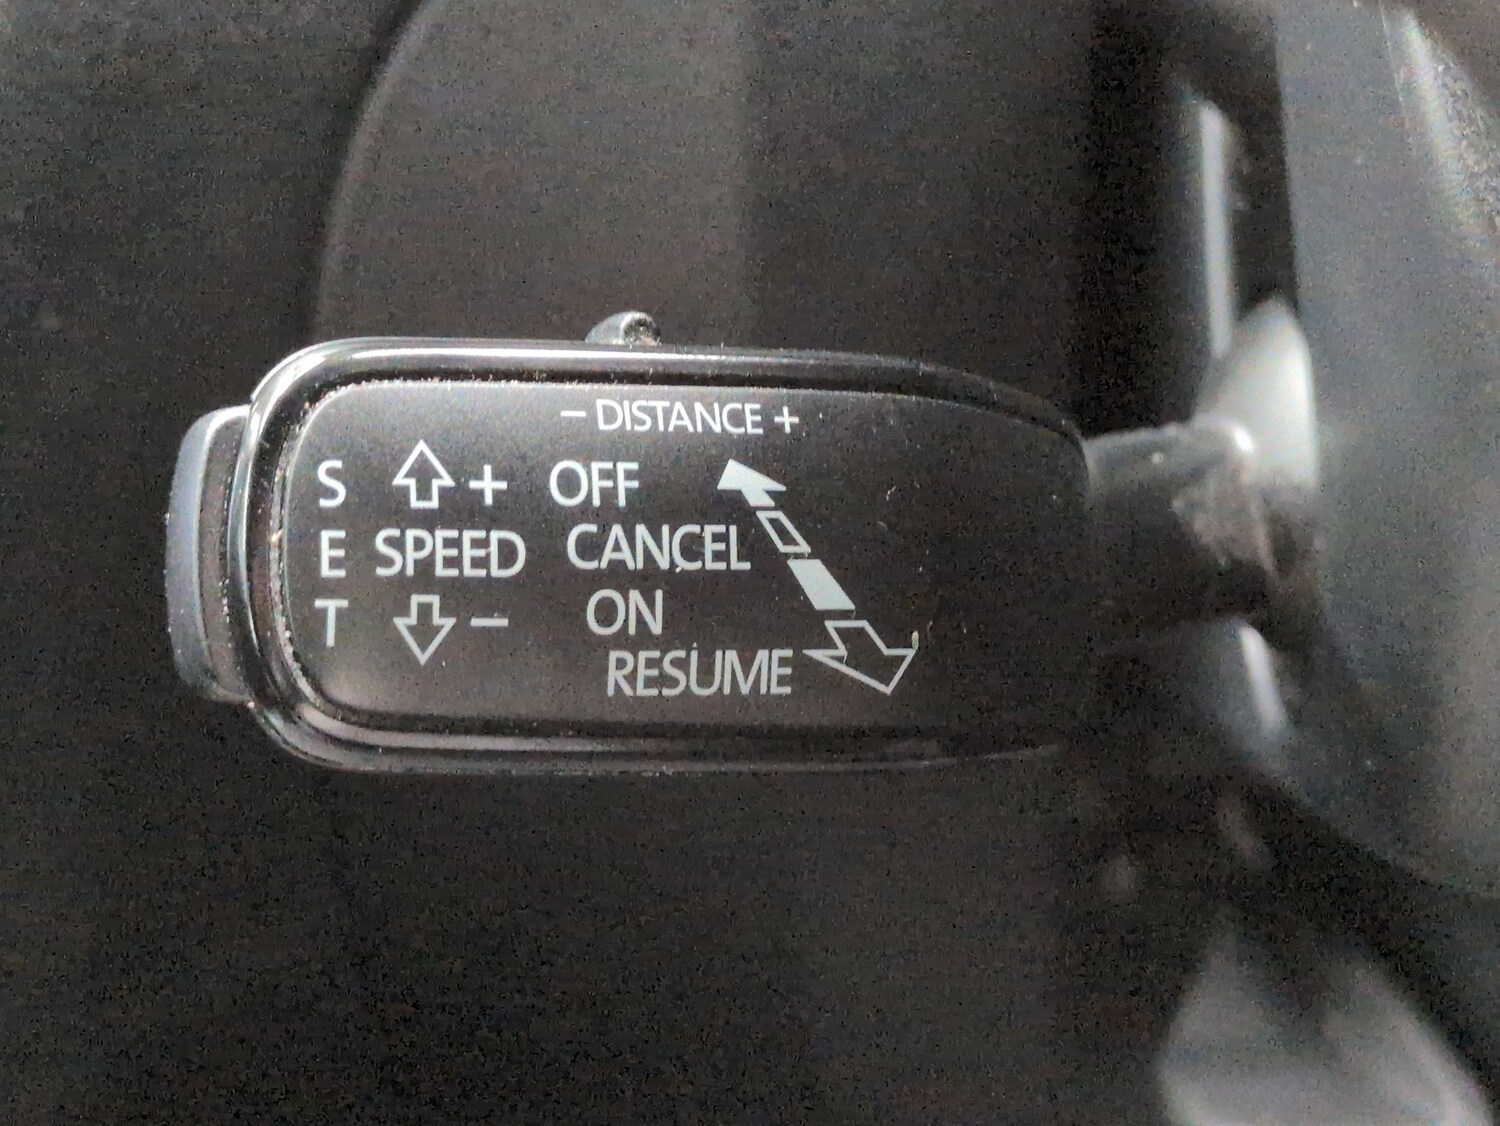 - DISTANCE +
S + OFF
E SPEED CANCEL
T - ON
RESUME